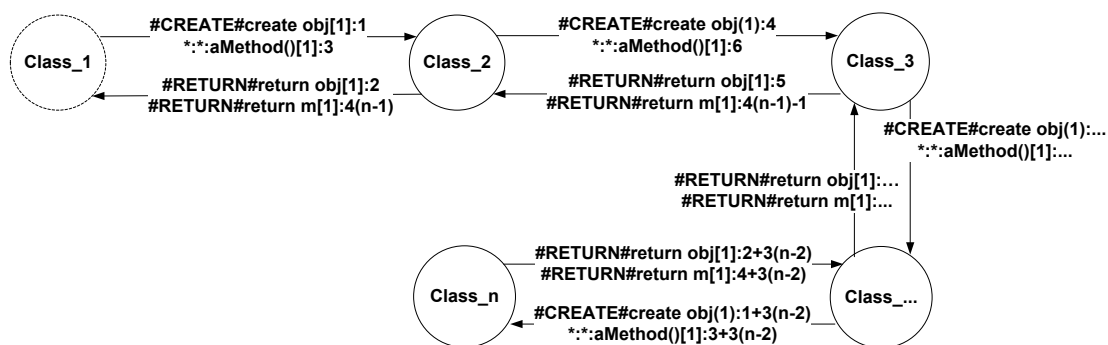 #CREATE#create obj[1]:1
*:*:aMethod()[1]:3
#CREATE#create obj(1):4
*:*:aMethod()[1]:6
Class_1
Class_2
Class_3
#RETURN#return obj[1]:2
#RETURN#return m[1]:4(n-1)
#RETURN#return obj[1]:5
#RETURN#return m[1]:4(n-1)-1
#CREATE#create obj(1):...
*:*:aMethod()[1]:...
#RETURN#return obj[1]:...
#RETURN#return m[1]:...
#RETURN#return obj[1]:2+3(n-2)
#RETURN#return m[1]:4+3(n-2)
Class_n
Class_...
#CREATE#create obj(1):1+3(n-2)
*:*:aMethod()[1]:3+3(n-2)